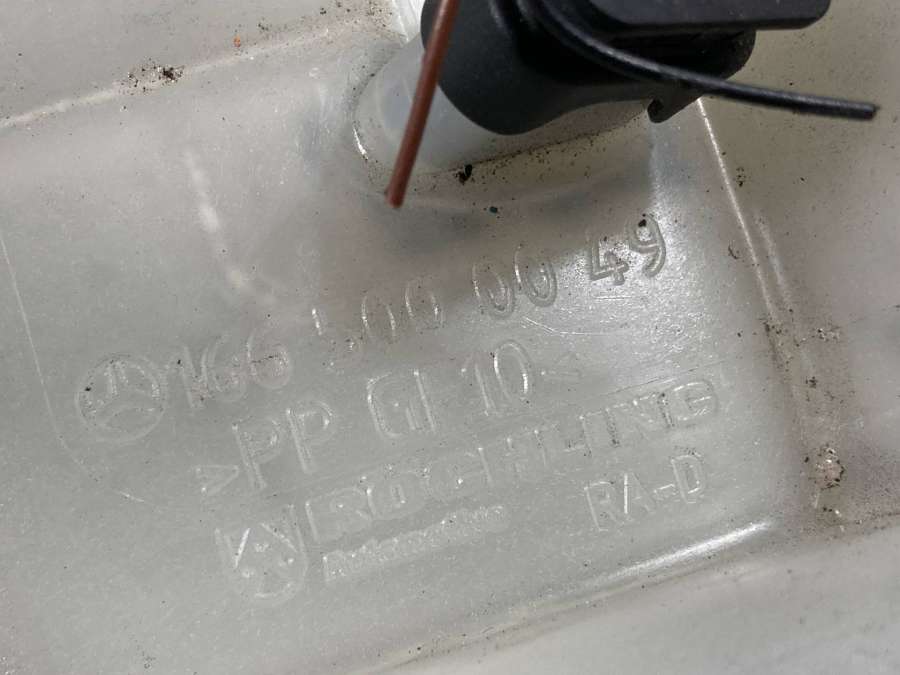 166 500 00 49
>PP GF 10<
RÖCHLING
Automotive RA-D